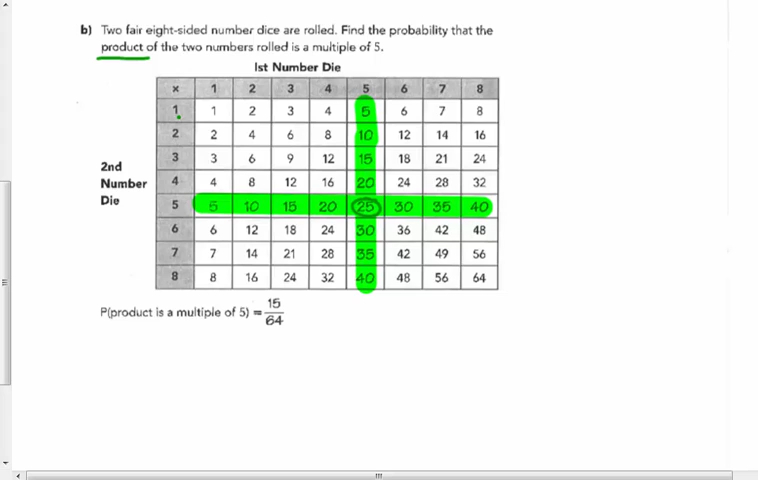 b) Two fair eight-sided number dice are rolled. Find the probability that the
product of the two numbers rolled is a multiple of 5.
Ist Number Die
x 1 2 3 4 5 6 7 8
1 1 2 3 4 5 6 7 8
2 2 4 6 8 10 12 14 16
3 3 6 9 12 15 18 21 24
4 4 8 12 16 20 24 28 32
5 5 10 15 20 25 30 35 40
6 6 12 18 24 30 36 42 48
7 7 14 21 28 35 42 49 56
8 8 16 24 32 40 48 56 64
2nd
Number
Die
P(product is a multiple of 5) = 15/64